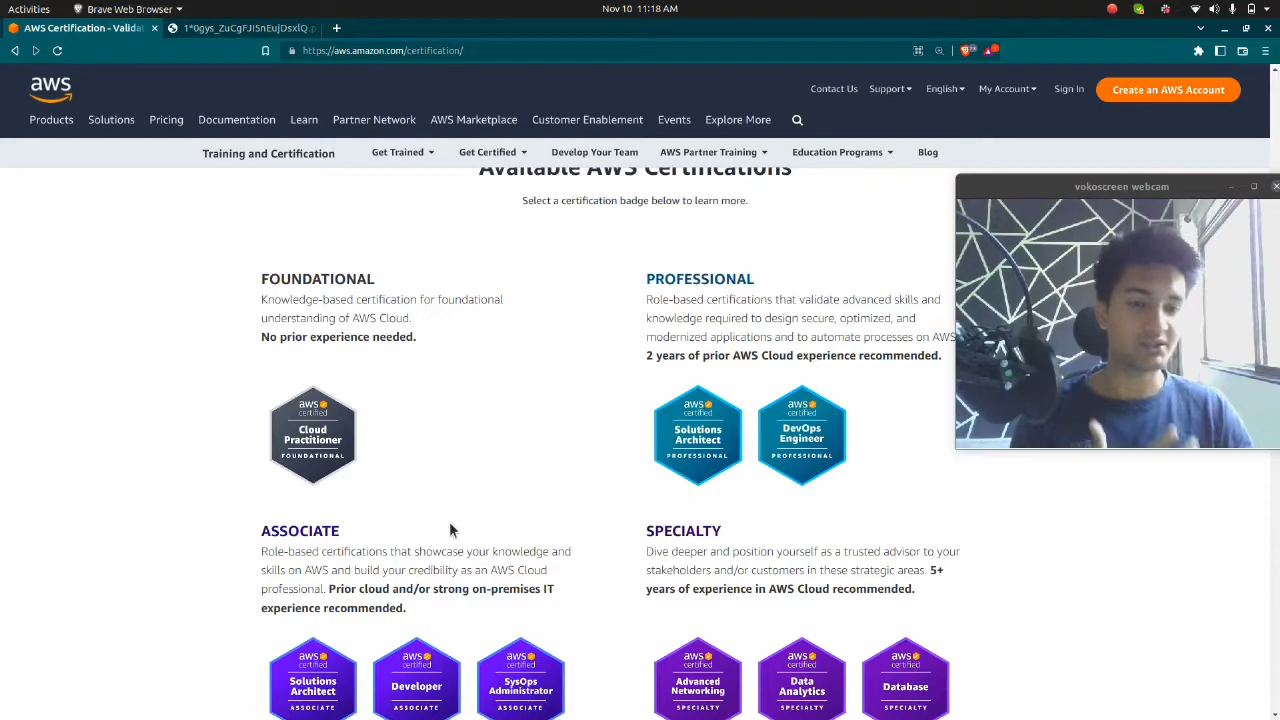 Activities
Brave Web Browser
Nov 10 11:18 AM
AWS Certification - Valida
1*0gys_ZuCgFJI5nEujDsxlQ.p
https://aws.amazon.com/certification/
aws
Contact Us
Support
English
My Account
Sign In
Create an AWS Account
Products
Solutions
Pricing
Documentation
Learn
Partner Network
AWS Marketplace
Customer Enablement
Events
Explore More
Training and Certification
Get Trained
Get Certified
Develop Your Team
AWS Partner Training
Education Programs
Blog
Available AWS Certifications
Select a certification badge below to learn more.
vokoscreen webcam
FOUNDATIONAL
Knowledge-based certification for foundational
understanding of AWS Cloud.
No prior experience needed.
aws
certified
Cloud
Practitioner
FOUNDATIONAL
PROFESSIONAL
Role-based certifications that validate advanced skills and
knowledge required to design secure, optimized, and
modernized applications and to automate processes on AWS
2 years of prior AWS Cloud experience recommended.
aws
certified
Solutions
Architect
PROFESSIONAL
aws
certified
DevOps
Engineer
PROFESSIONAL
ASSOCIATE
Role-based certifications that showcase your knowledge and
skills on AWS and build your credibility as an AWS Cloud
professional. Prior cloud and/or strong on-premises IT
experience recommended.
aws
certified
Solutions
Architect
ASSOCIATE
aws
certified
Developer
ASSOCIATE
aws
certified
SysOps
Administrator
ASSOCIATE
SPECIALTY
Dive deeper and position yourself as a trusted advisor to your
stakeholders and/or customers in these strategic areas. 5+
years of experience in AWS Cloud recommended.
aws
certified
Advanced
Networking
SPECIALTY
aws
certified
Data
Analytics
SPECIALTY
aws
certified
Database
SPECIALTY